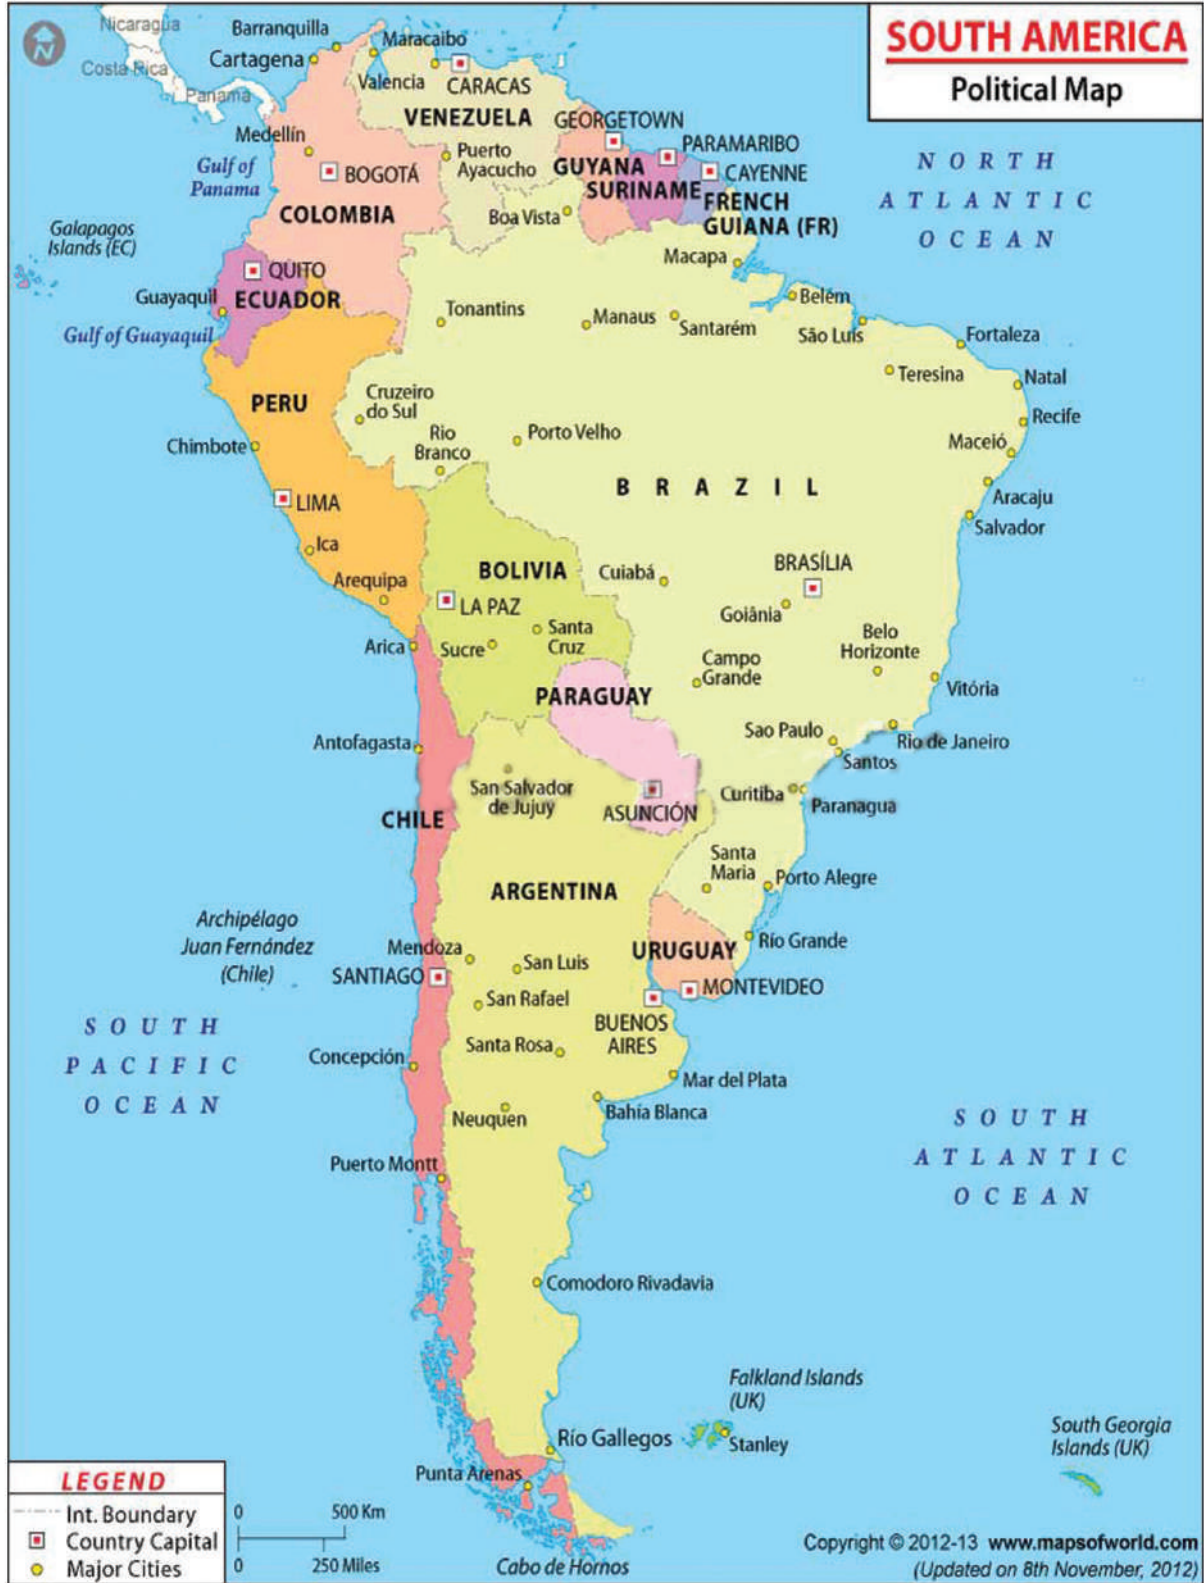 SOUTH AMERICA
Political Map
N
Nicaragua
Costa Rica
Panama
Barranquilla
Cartagena
Maracaibo
Valencia
CARACAS
VENEZUELA
GEORGETOWN
PARAMARIBO
Medellín
Gulf of
Panama
BOGOTÁ
Puerto
Ayacucho
GUYANA
SURINAME
CAYENNE
FRENCH
GUIANA (FR)
NORTH
ATLANTIC
OCEAN
COLOMBIA
Boa Vista
Galapagos
Islands (EC)
Macapa
QUITO
ECUADOR
Guayaquil
Gulf of Guayaquil
Tonantins
Manaus
Santarém
Belém
São Luís
Fortaleza
Teresina
Natal
PERU
Cruzeiro
do Sul
Recife
Chimbote
Rio
Branco
Porto Velho
Maceió
BRAZIL
Aracaju
LIMA
Salvador
Ica
BOLIVIA
Cuiabá
BRASÍLIA
Arequipa
LA PAZ
Goiânia
Arica
Sucre
Santa
Cruz
Belo
Horizonte
Campo
Grande
PARAGUAY
Vitória
Antofagasta
Sao Paulo
Rio de Janeiro
Santos
San Salvador
de Jujuy
Curitiba
Paranagua
ASUNCIÓN
CHILE
Santa
Maria
Porto Alegre
ARGENTINA
Archipélago
Juan Fernández
(Chile)
Mendoza
San Luis
URUGUAY
Río Grande
SANTIAGO
MONTEVIDEO
San Rafael
SOUTH
PACIFIC
OCEAN
BUENOS
AIRES
Santa Rosa
Concepción
Mar del Plata
Neuquen
Bahía Blanca
SOUTH
ATLANTIC
OCEAN
Puerto Montt
Comodoro Rivadavia
Falkland Islands
(UK)
Río Gallegos
Stanley
South Georgia
Islands (UK)
Punta Arenas
LEGEND
Int. Boundary
Country Capital
Major Cities
0 500 Km
0 250 Miles
Cabo de Hornos
Copyright © 2012-13 www.mapsofworld.com
(Updated on 8th November, 2012)